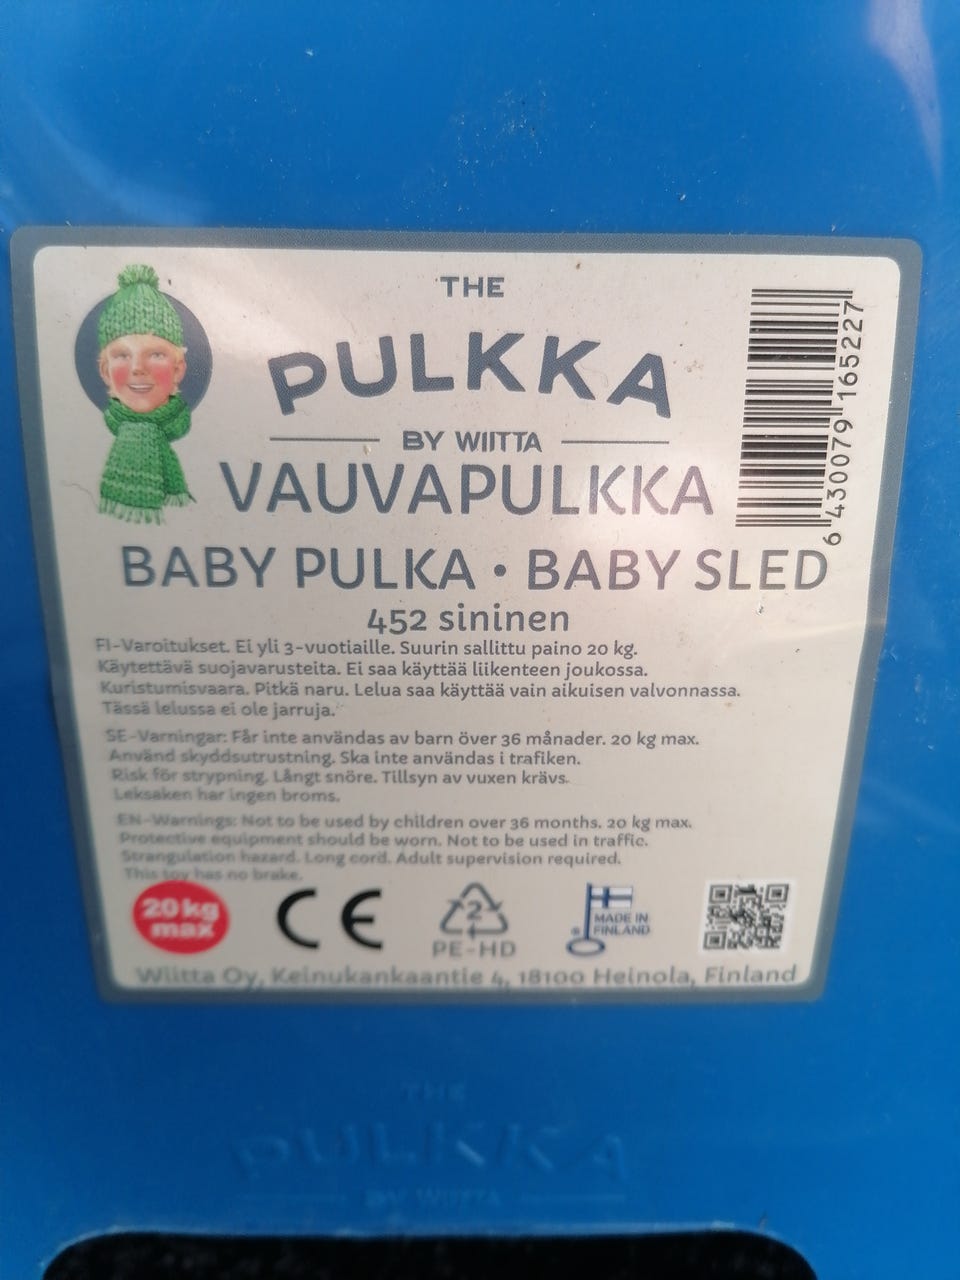 THE
PULKKA
BY WIITTA
VAUVAPULKKA
BABY PULKA • BABY SLED
452 sininen
6 430079 165227
FI-Varoitukset. Ei yli 3-vuotiaille. Suurin sallittu paino 20 kg.
Käytettävä suojavarusteita. Ei saa käyttää liikenteen joukossa.
Kuristumisvaara. Pitkä naru. Lelua saa käyttää vain aikuisen valvonnassa.
Tässä lelussa ei ole jarruja.
SE-Varningar: Får inte användas av barn över 36 månader. 20 kg max.
Använd skyddsutrustning. Ska inte användas i trafiken.
Risk för strypning. Långt snöre. Tillsyn av vuxen krävs.
Leksaken har ingen broms.
EN-Warnings: Not to be used by children over 36 months. 20 kg max.
Protective equipment should be worn. Not to be used in traffic.
Strangulation hazard. Long cord. Adult supervision required.
This toy has no brake.
20 kg
max
CE
2
PE-HD
MADE IN
FINLAND
Wiitta Oy, Keinukankaantie 4, 18100 Heinola, Finland
THE
PULKKA
BY WIITTA